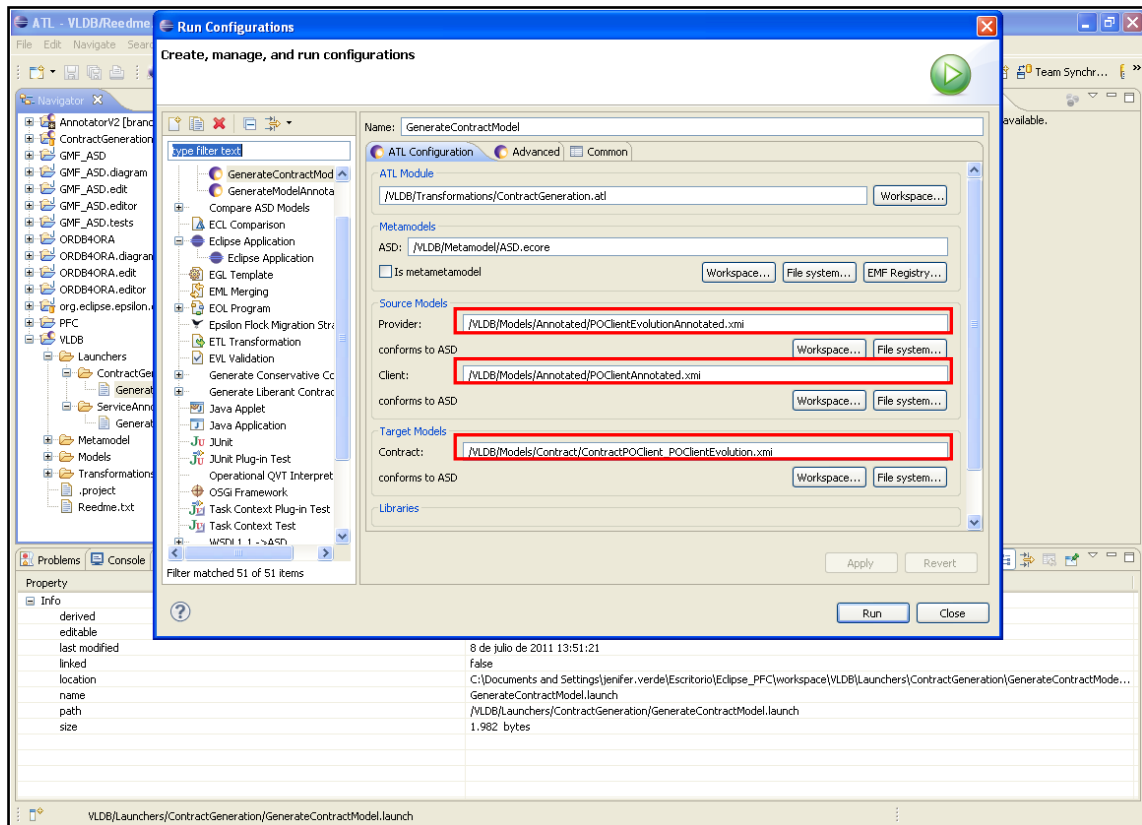 ATL - VLDB/Reedme.
Run Configurations
File Edit Navigate Searc
Create, manage, and run configurations
Team Synchr...
Navigator
available.
AnnotatorV2 [branc
ContractGeneration
GMF_ASD
GMF_ASD.diagram
GMF_ASD.edit
GMF_ASD.editor
GMF_ASD.tests
ORDB4ORA
ORDB4ORA.diagran
ORDB4ORA.edit
ORDB4ORA.editor
org.eclipse.epsilon.
PFC
VLDB
Launchers
ContractGer
Generat
ServiceAnno
Generat
Metamodel
Models
Transformations
.project
Reedme.txt
type filter text
GenerateContractMod
GenerateModelAnnota
Compare ASD Models
ECL Comparison
Eclipse Application
Eclipse Application
EGL Template
EML Merging
EOL Program
Epsilon Flock Migration Stra
ETL Transformation
EVL Validation
Generate Conservative Cc
Generate Liberant Contrac
Java Applet
Java Application
JUnit
JUnit Plug-in Test
Operational QVT Interpret
OSGi Framework
Task Context Plug-in Test
Task Context Test
WSDL1.1 ->ASD
Filter matched 51 of 51 items
Name: GenerateContractModel
ATL Configuration Advanced Common
ATL Module
/VLDB/Transformations/ContractGeneration.atl Workspace...
Metamodels
ASD: /VLDB/Metamodel/ASD.ecore
Is metametamodel Workspace... File system... EMF Registry...
Source Models
Provider: /VLDB/Models/Annotated/POClientEvolutionAnnotated.xmi
conforms to ASD Workspace... File system...
Client: /VLDB/Models/Annotated/POClientAnnotated.xmi
conforms to ASD Workspace... File system...
Target Models
Contract: /VLDB/Models/Contract/ContractPOClient_POClientEvolution.xmi
conforms to ASD Workspace... File system...
Libraries
Apply Revert
Run Close
Problems Console
Property
Info
derived
editable
last modified 8 de julio de 2011 13:51:21
linked false
location C:\Documents and Settings\jenifer.verde\Escritorio\Eclipse_PFC\workspace\VLDB\Launchers\ContractGeneration\GenerateContractMode...
name GenerateContractModel.launch
path /VLDB/Launchers/ContractGeneration/GenerateContractModel.launch
size 1.982 bytes
VLDB/Launchers/ContractGeneration/GenerateContractModel.launch